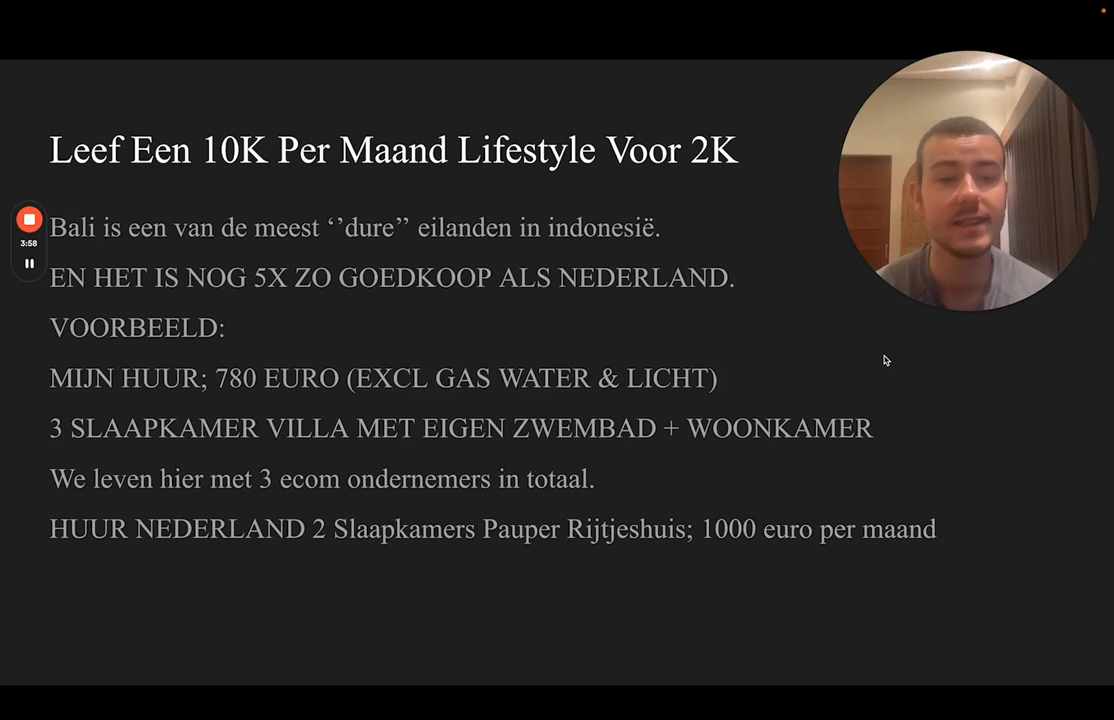 Leef Een 10K Per Maand Lifestyle Voor 2K
Bali is een van de meest ‘’dure’’ eilanden in indonesië.
3:58
EN HET IS NOG 5X ZO GOEDKOOP ALS NEDERLAND.
VOORBEELD:
MIJN HUUR; 780 EURO (EXCL GAS WATER & LICHT)
3 SLAAPKAMER VILLA MET EIGEN ZWEMBAD + WOONKAMER
We leven hier met 3 ecom ondernemers in totaal.
HUUR NEDERLAND 2 Slaapkamers Pauper Rijtjeshuis; 1000 euro per maand